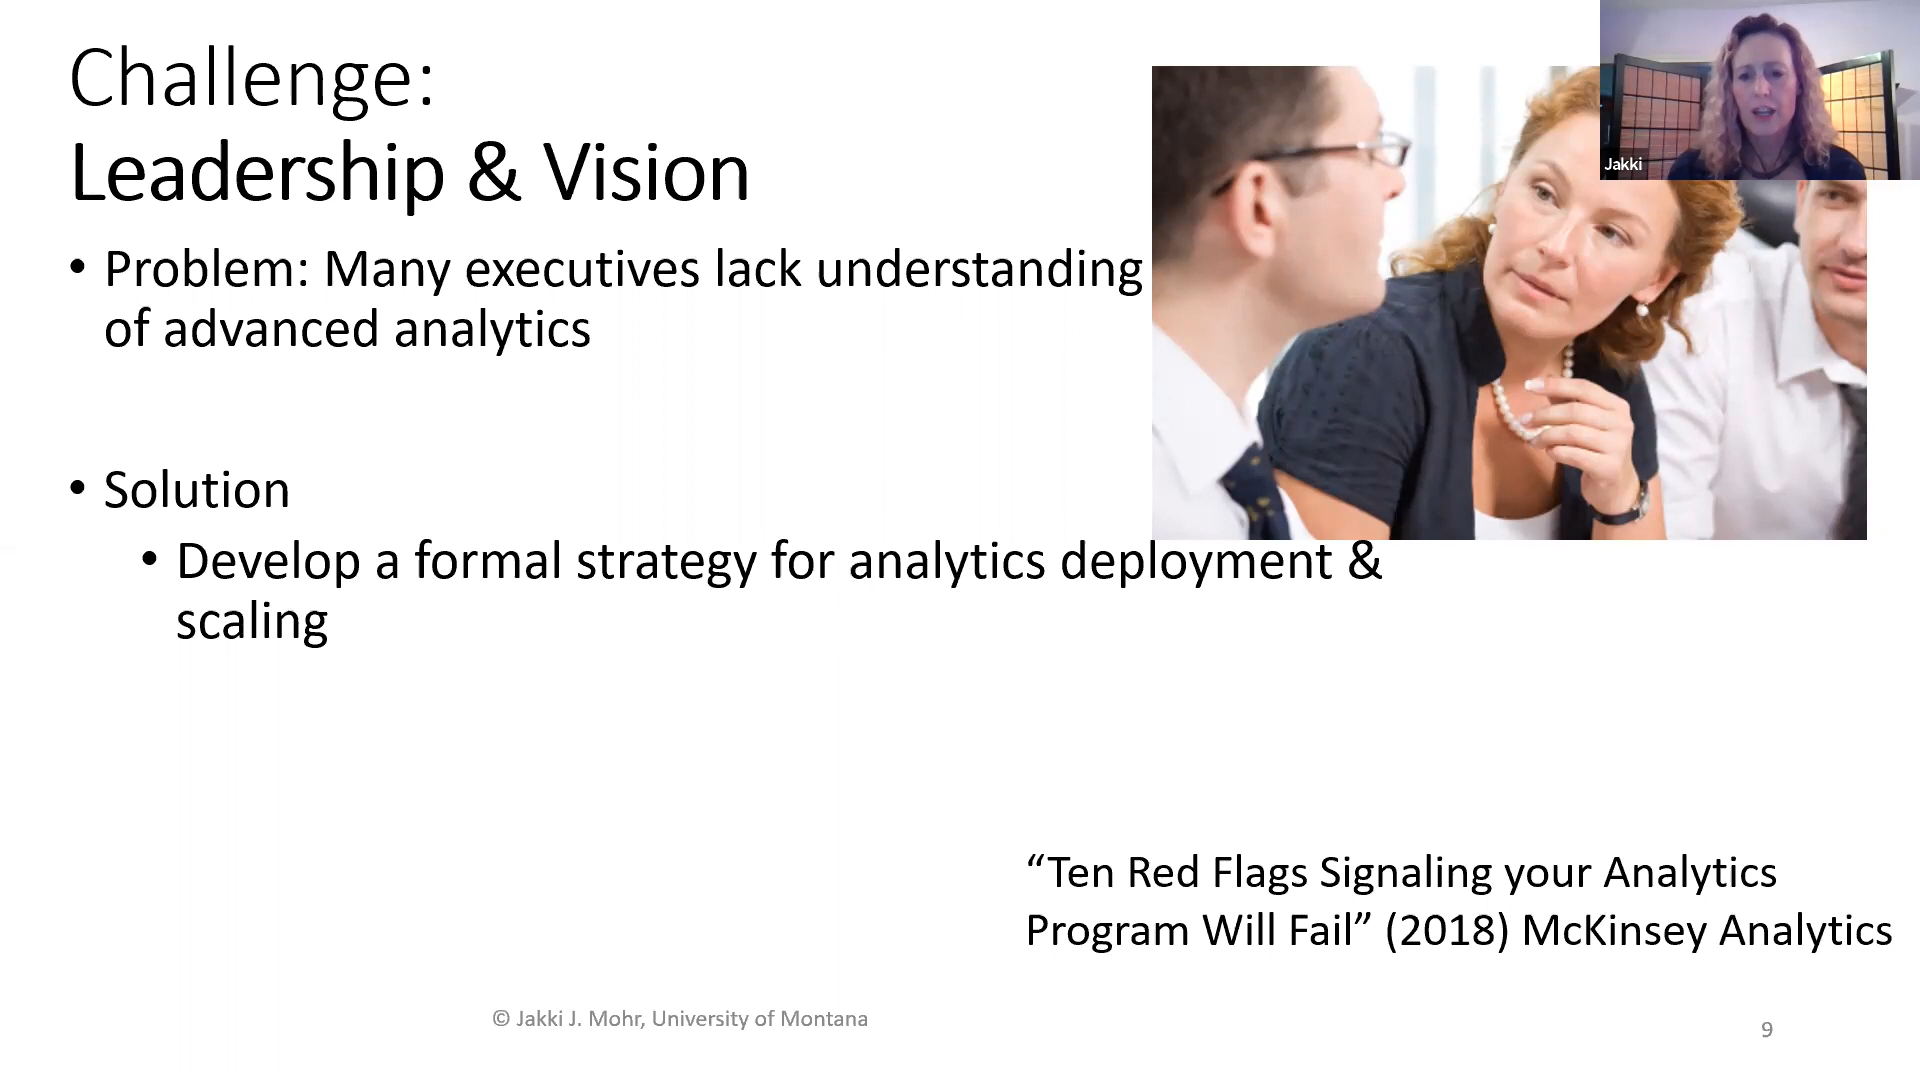 Challenge:
Leadership & Vision
• Problem: Many executives lack understanding
of advanced analytics
• Solution
• Develop a formal strategy for analytics deployment &
scaling
“Ten Red Flags Signaling your Analytics
Program Will Fail” (2018) McKinsey Analytics
© Jakki J. Mohr, University of Montana
9
Jakki